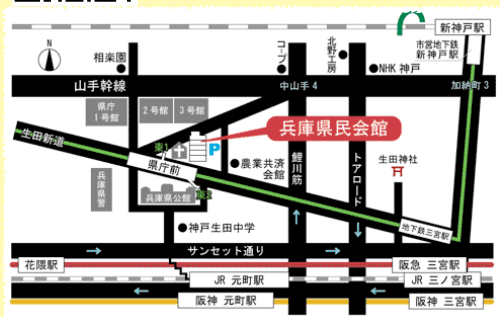 新神戸駅
市営地下鉄
新神戸駅
N
相楽園
コープ
北野工房
NHK 神戸
山手幹線
中山手4
加納町3
県庁
1号館
2号館
3号館
兵庫県民会館
生田新道
東1
P
県庁前
農業共済
会館
鯉川筋
トアロード
生田神社
兵庫県警
兵庫県公館
東2
神戸生田中学
地下鉄三宮駅
サンセット通り
花隈駅
阪急 三宮駅
JR 元町駅
JR 三ノ宮駅
阪神 元町駅
阪神 三宮駅